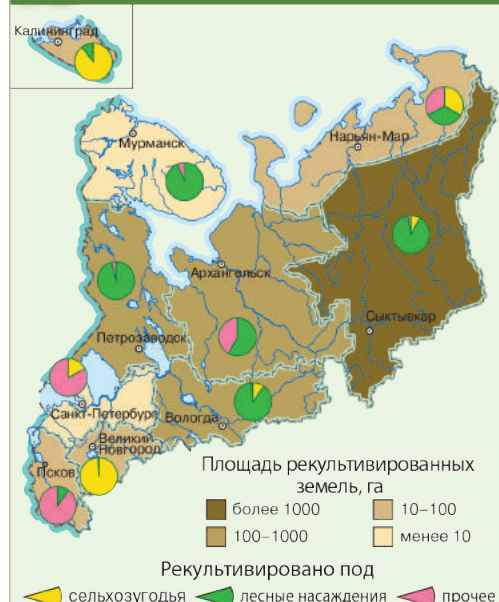 Калининград
Мурманск
Нарьян-Мар
Архангельск
Сыктывкар
Петрозаводск
Санкт-Петербург
Вологда
Великий
Новгород
Псков
Площадь рекультивированных
земель, га
более 1000
10–100
100–1000
менее 10
Рекультивировано под
сельхозугодья
лесные насаждения
прочее